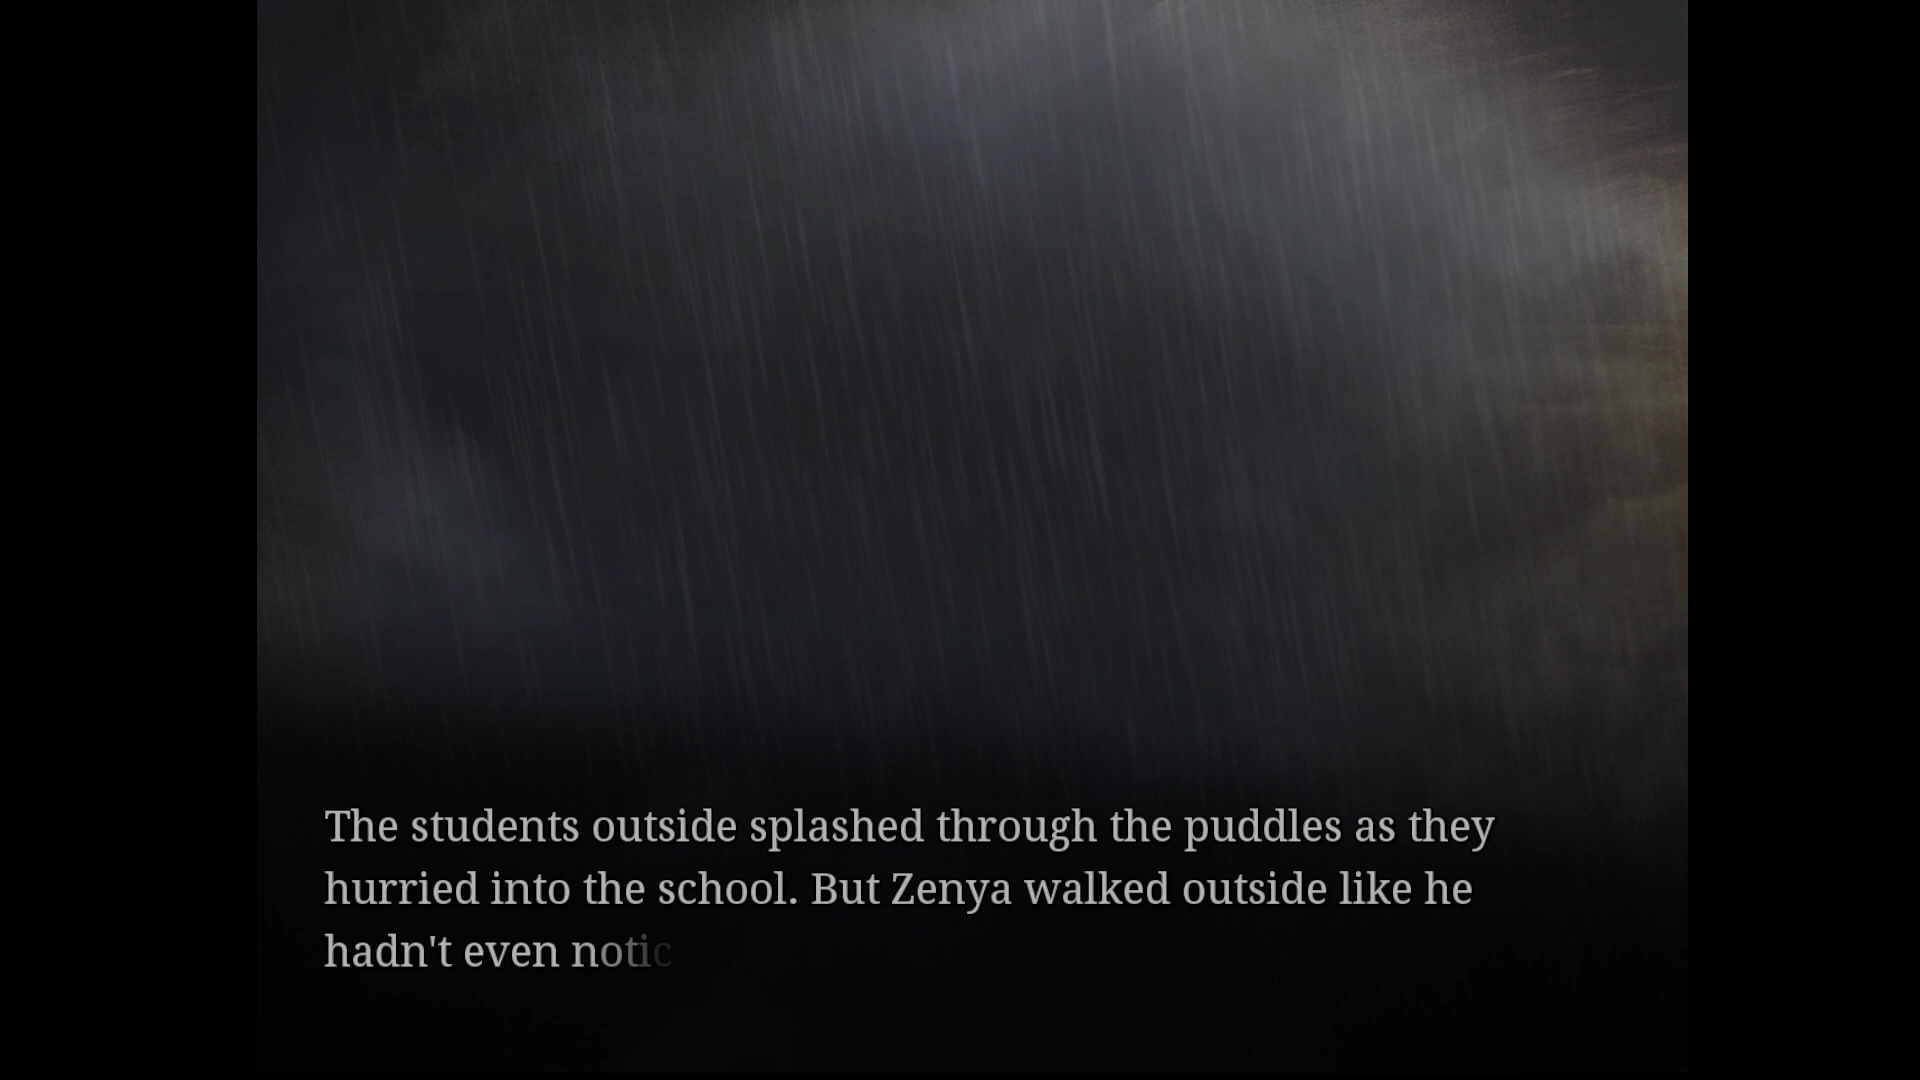 The students outside splashed through the puddles as they
hurried into the school. But Zenya walked outside like he
hadn't even notic